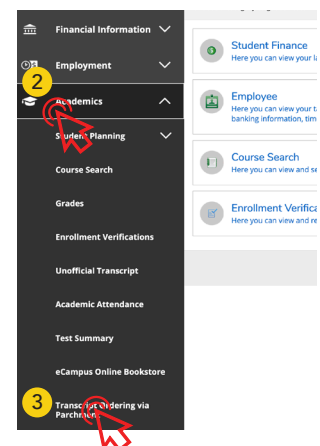 Financial Information
Employment
2
Academics
Student Planning
Course Search
Grades
Enrollment Verifications
Unofficial Transcript
Academic Attendance
Test Summary
eCampus Online Bookstore
3
Transcript Ordering via
Parchment
Student Finance
Here you can view your
Employee
Here you can view your
banking information, tim
Course Search
Here you can view and se
Enrollment Verifica
Here you can view and re